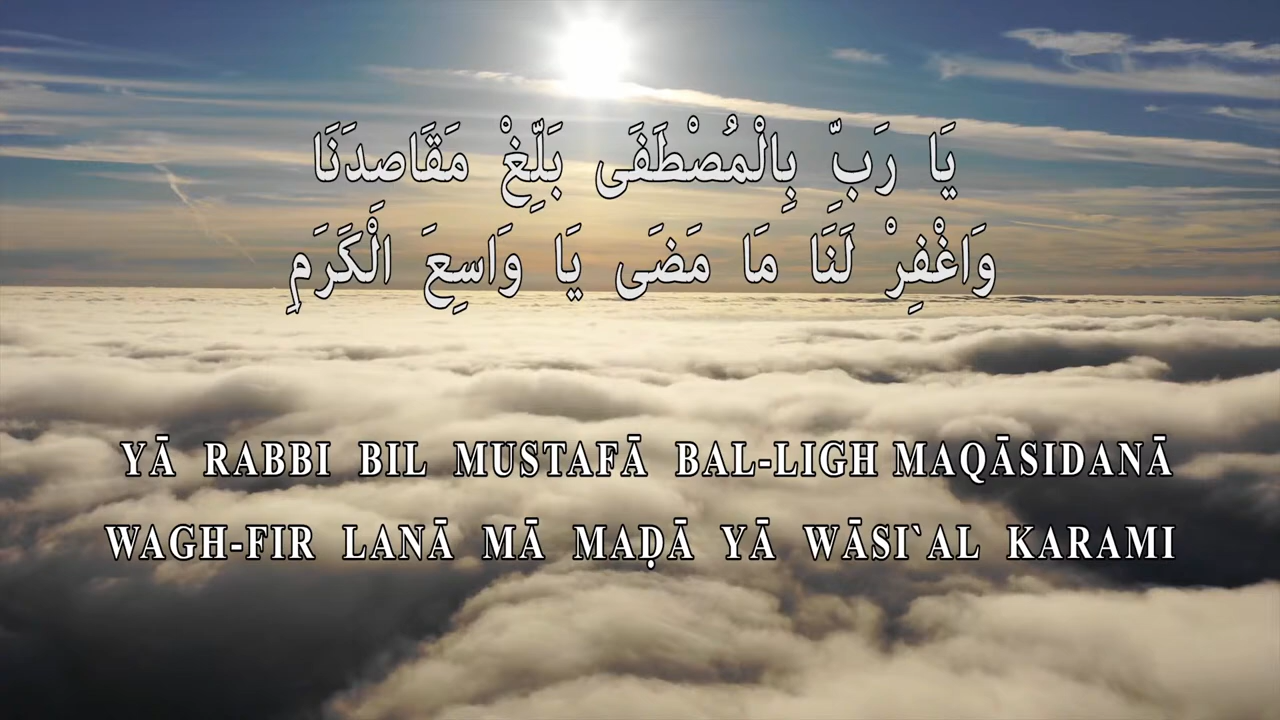 يَا رَبِّ بِالْمُصْطَفَى بَلِّغْ مَقَاصِدَنَا
وَاغْفِرْ لَنَا مَا مَضَى يَا وَاسِعَ الْكَرَمِ
YĀ RABBI BIL MUSTAFĀ BAL-LIGH MAQĀSIDANĀ
WAGH-FIR LANĀ MĀ MAḌĀ YĀ WĀSI`AL KARAMI